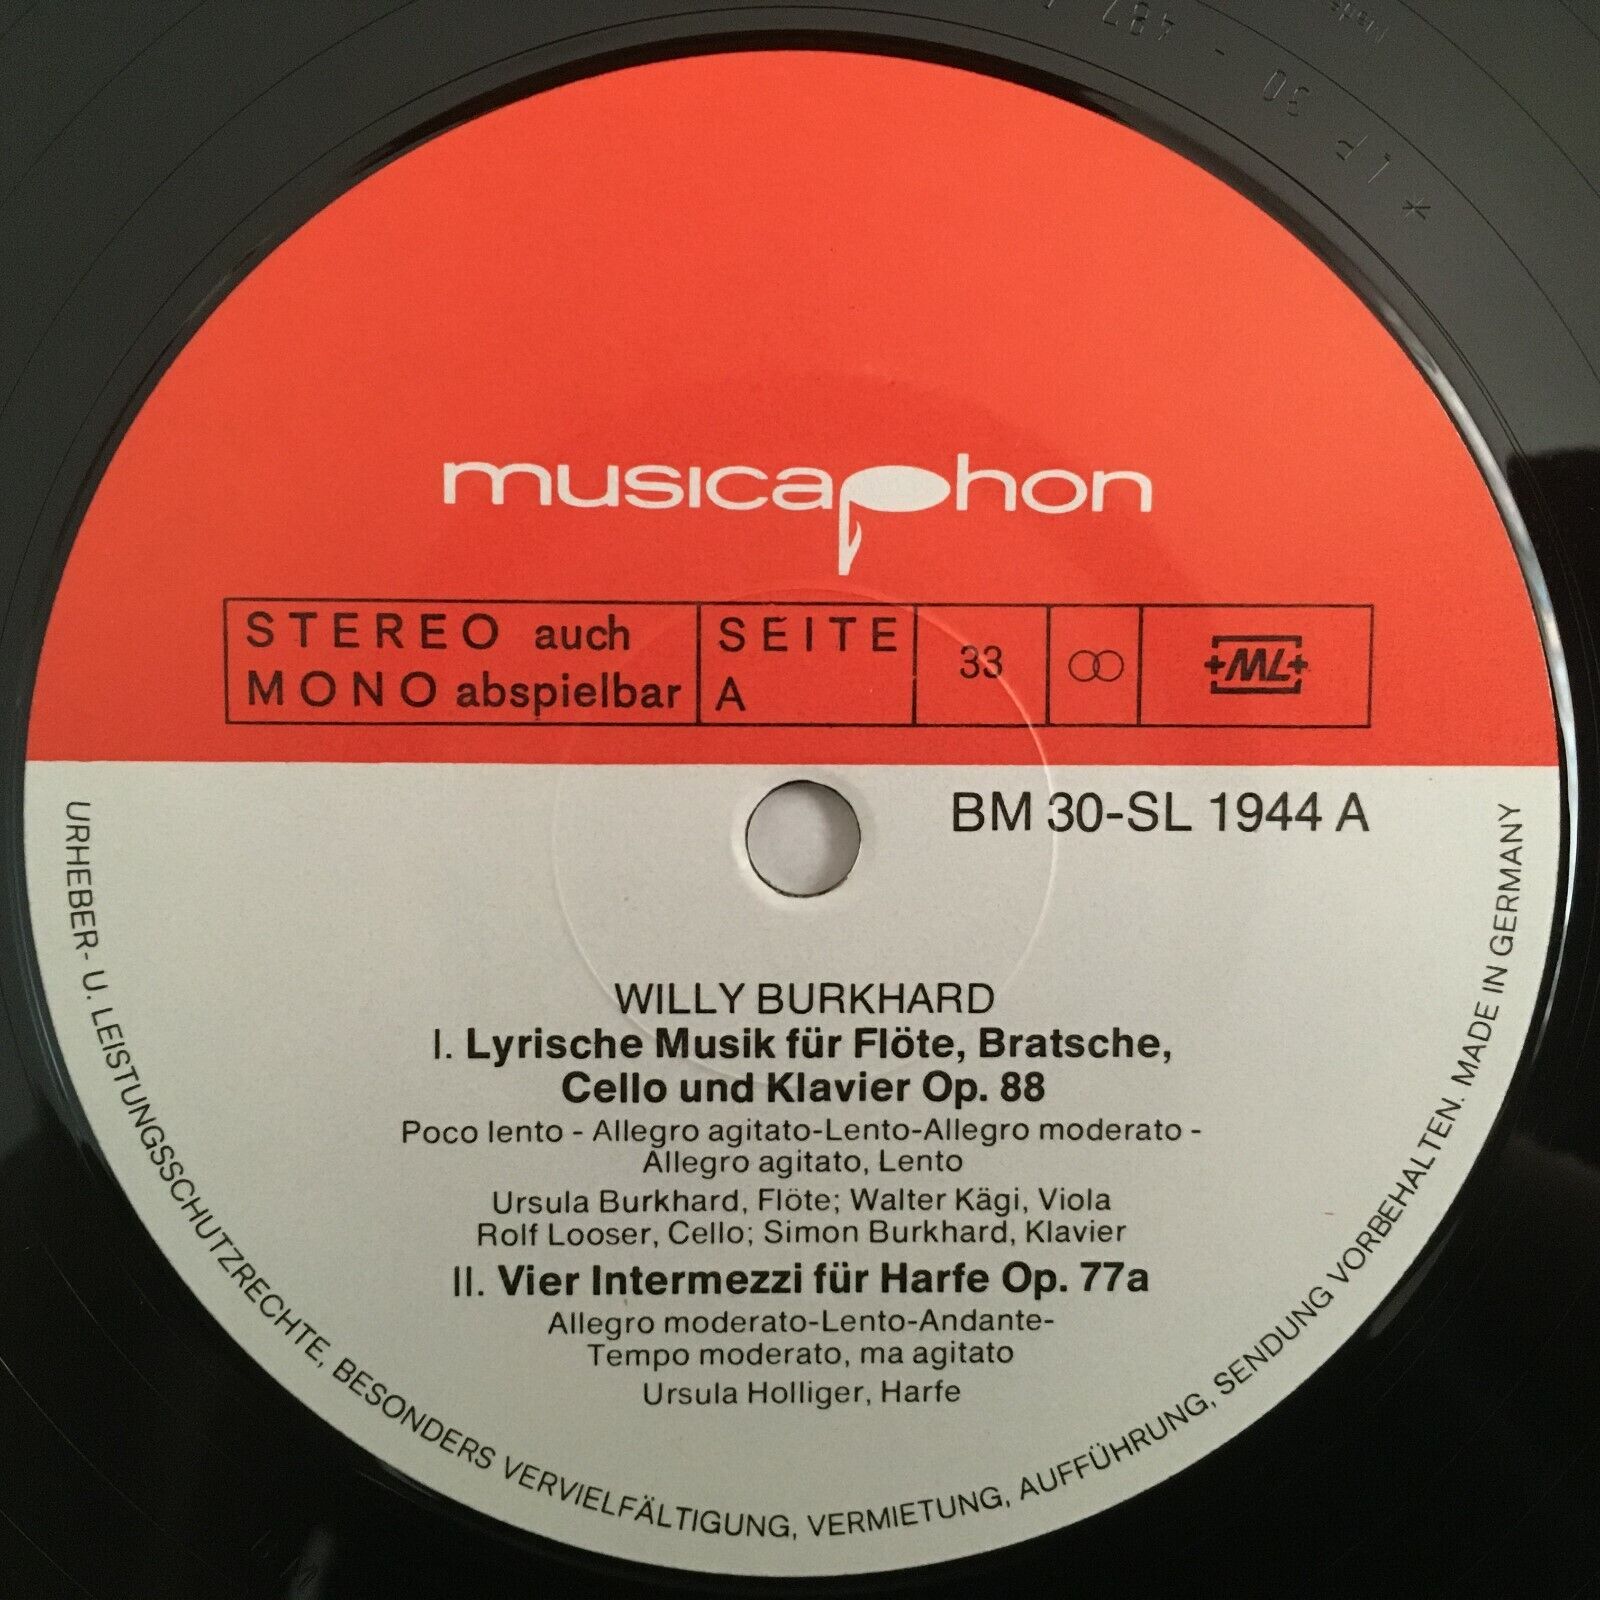 musicaphon
STEREO auch
MONO abspielbar
SEITE
A
33
ML
BM 30-SL 1944 A
WILLY BURKHARD
I. Lyrische Musik für Flöte, Bratsche,
Cello und Klavier Op. 88
Poco lento - Allegro agitato-Lento-Allegro moderato -
Allegro agitato, Lento
Ursula Burkhard, Flöte; Walter Kägi, Viola
Rolf Looser, Cello; Simon Burkhard, Klavier
II. Vier Intermezzi für Harfe Op. 77a
Allegro moderato-Lento-Andante-
Tempo moderato, ma agitato
Ursula Holliger, Harfe
URHEBER- U. LEISTUNGSSCHUTZRECHTE, BESONDERS VERVIELFÄLTIGUNG, VERMIETUNG, AUFFÜHRUNG, SENDUNG VORBEHALTEN. MADE IN GERMANY
* LP 30 - 487